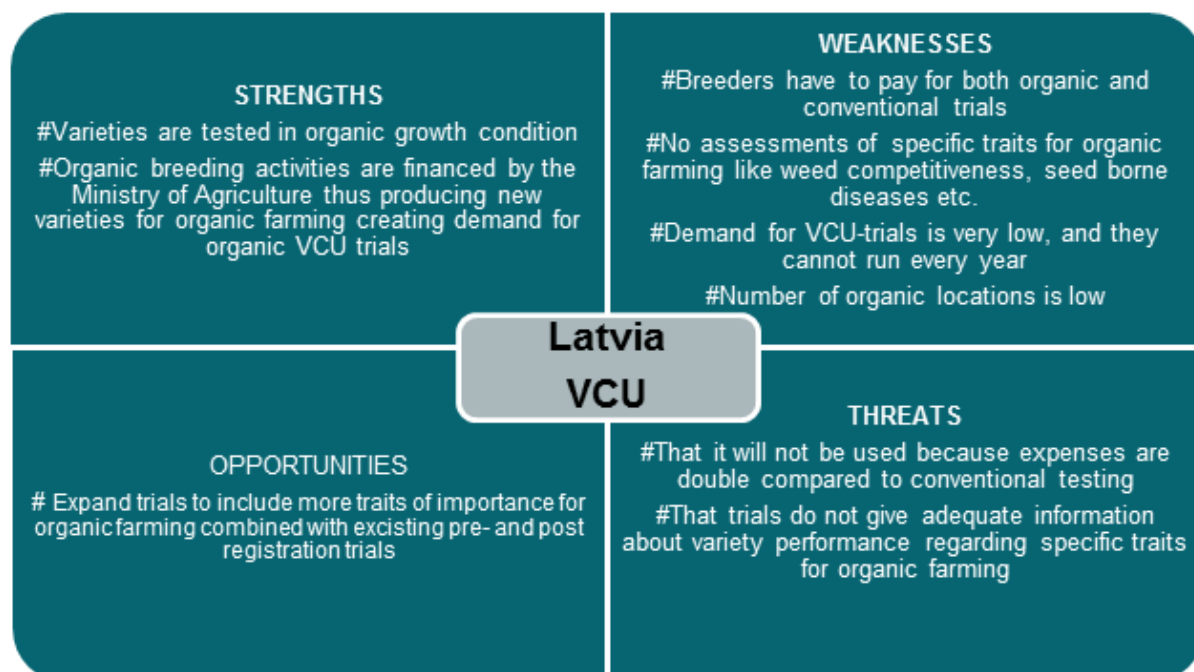 STRENGTHS
#Varieties are tested in organic growth condition
#Organic breeding activities are financed by the
Ministry of Agriculture thus producing new
varieties for organic farming creating demand for
organic VCU trials
WEAKNESSES
#Breeders have to pay for both organic and
conventional trials
#No assessments of specific traits for organic
farming like weed competitiveness, seed borne
diseases etc.
#Demand for VCU-trials is very low, and they
cannot run every year
#Number of organic locations is low
Latvia
VCU
OPPORTUNITIES
# Expand trials to include more traits of importance for
organic farming combined with excisting pre- and post
registration trials
THREATS
#That it will not be used because expenses are
double compared to conventional testing
#That trials do not give adequate information
about variety performance regarding specific traits
for organic farming